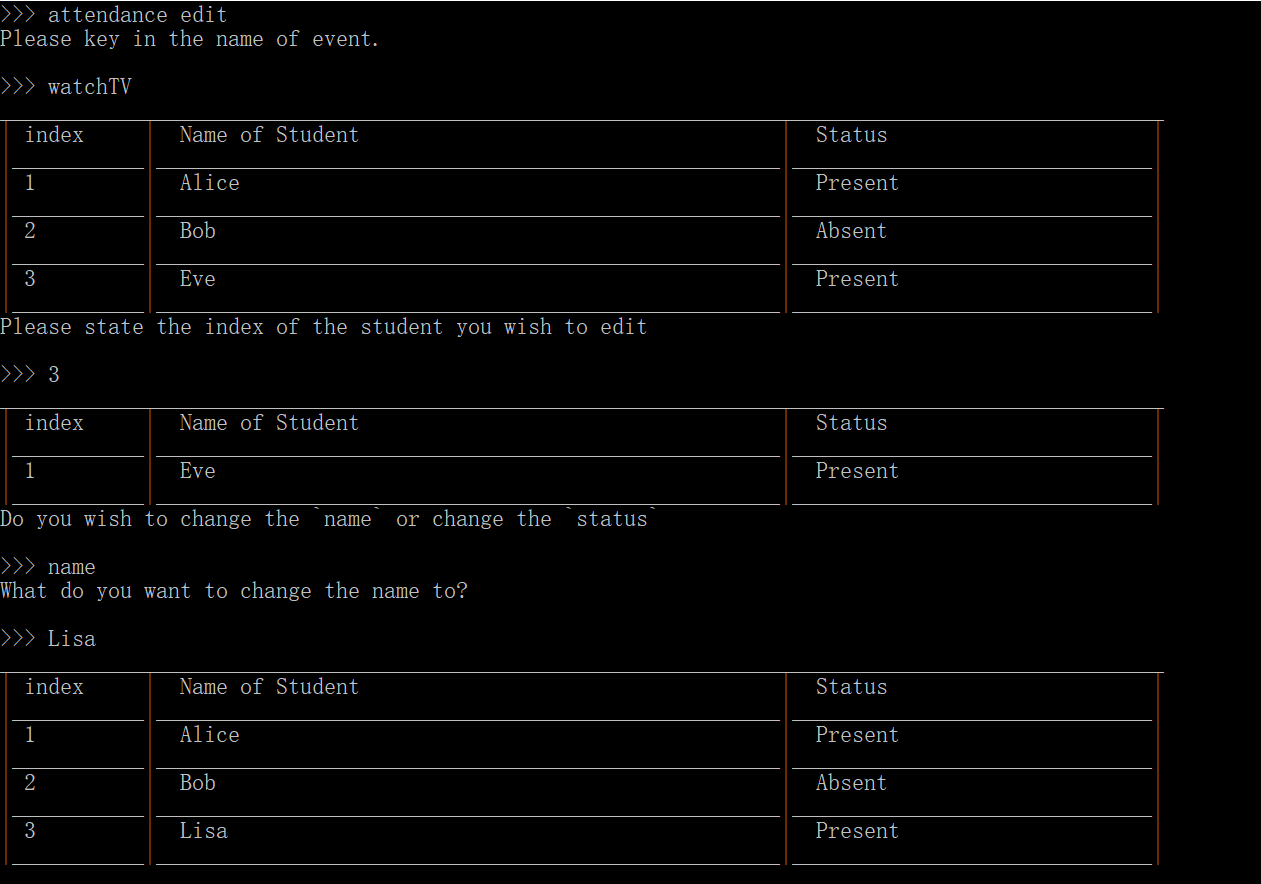 >>> attendance edit
Please key in the name of event.
>>> watchTV
index Name of Student Status
1 Alice Present
2 Bob Absent
3 Eve Present
Please state the index of the student you wish to edit
>>> 3
index Name of Student Status
1 Eve Present
Do you wish to change the `name` or change the `status`
>>> name
What do you want to change the name to?
>>> Lisa
index Name of Student Status
1 Alice Present
2 Bob Absent
3 Lisa Present